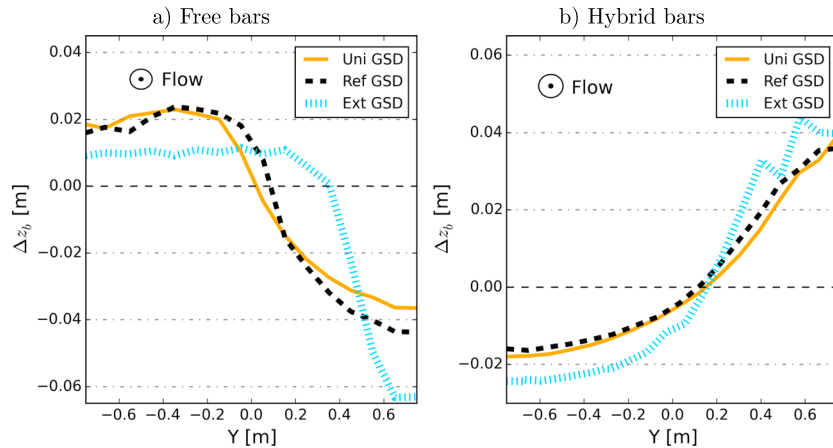 a) Free bars
b) Hybrid bars
0.04
0.02
0.00
−0.02
−0.04
−0.06
Δz_b [m]
Flow
Uni GSD
Ref GSD
Ext GSD
−0.6 −0.4 −0.2 0.0 0.2 0.4 0.6
Y [m]
0.06
0.04
0.02
0.00
−0.02
Δz_b [m]
Flow
Uni GSD
Ref GSD
Ext GSD
−0.6 −0.4 −0.2 0.0 0.2 0.4 0.6
Y [m]